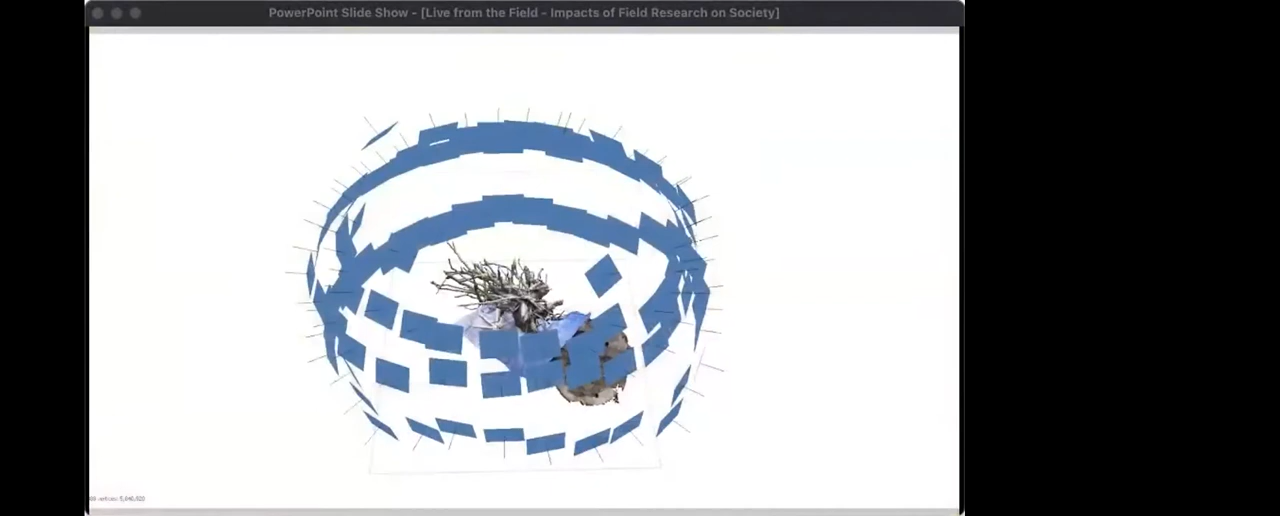 PowerPoint Slide Show - [Live from the Field - Impacts of Field Research on Society]